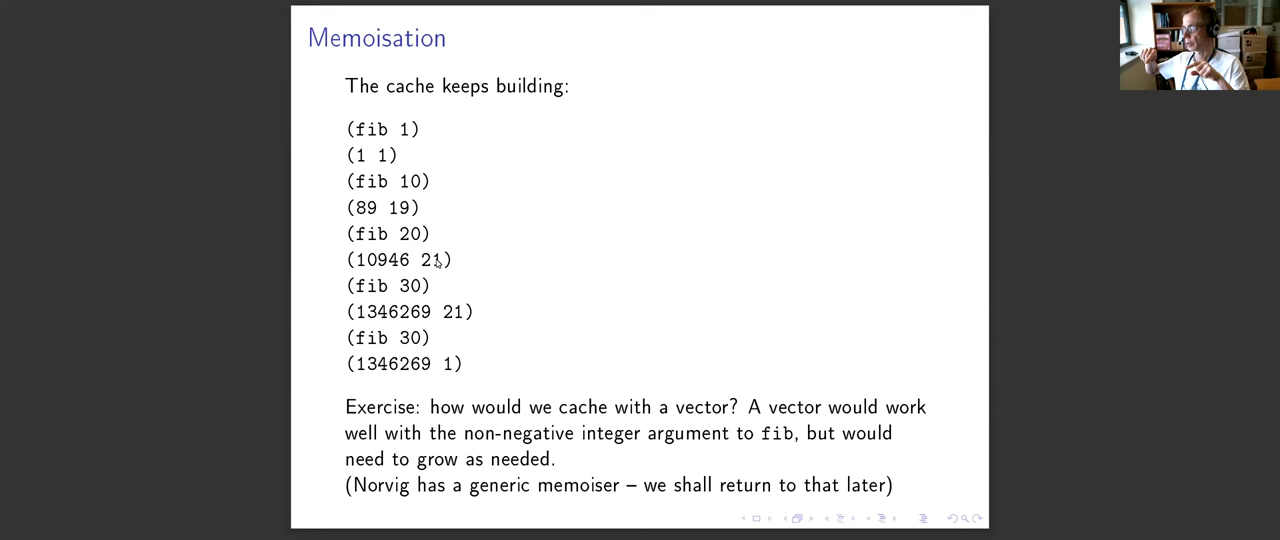 Memoisation
The cache keeps building:
(fib 1)
(1 1)
(fib 10)
(89 19)
(fib 20)
(10946 21)
(fib 30)
(1346269 21)
(fib 30)
(1346269 1)
Exercise: how would we cache with a vector? A vector would work
well with the non-negative integer argument to fib, but would
need to grow as needed.
(Norvig has a generic memoiser – we shall return to that later)